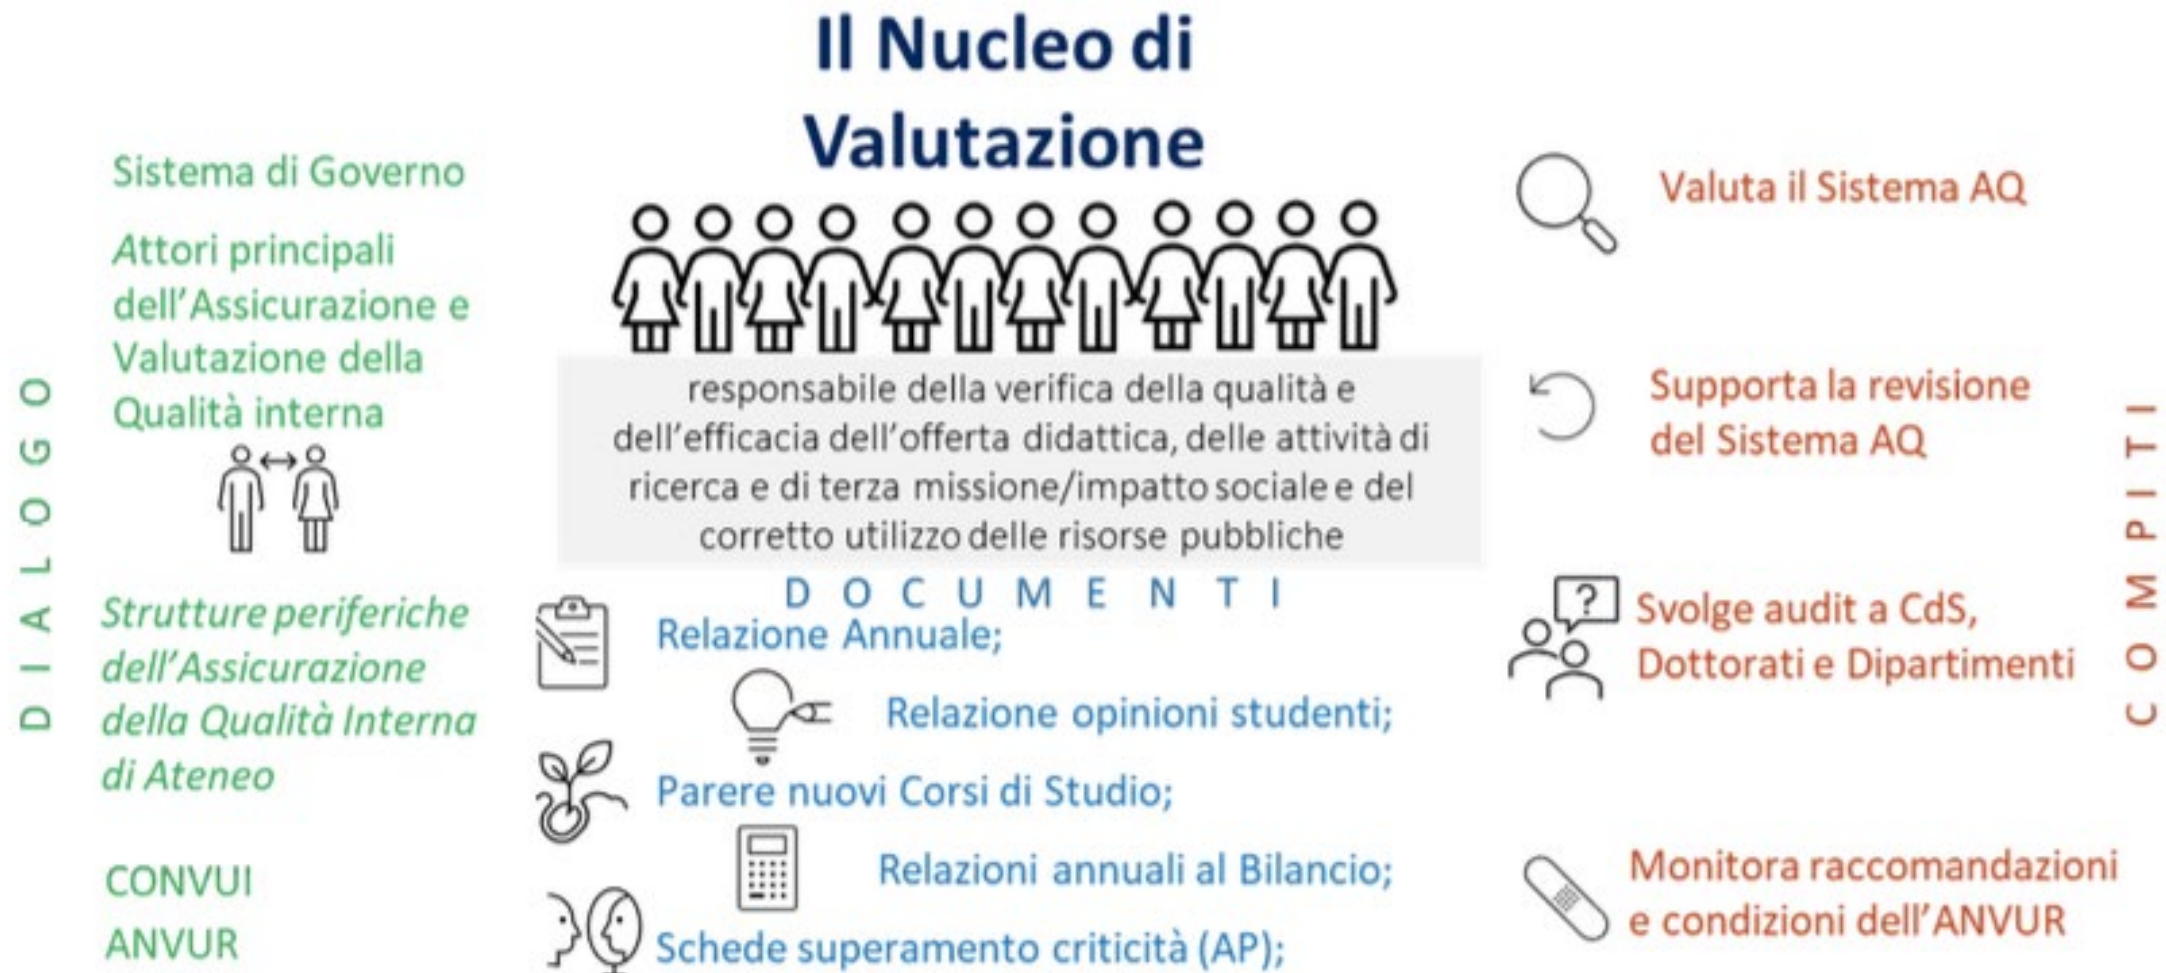 Il Nucleo di
Valutazione
responsabile della verifica della qualità e
dell'efficacia dell'offerta didattica, delle attività di
ricerca e di terza missione/impatto sociale e del
corretto utilizzo delle risorse pubbliche
DIALOGO
Sistema di Governo
Attori principali
dell'Assicurazione e
Valutazione della
Qualità interna
Strutture periferiche
dell'Assicurazione
della Qualità Interna
di Ateneo
CONVUI
ANVUR
DOCUMENTI
Relazione Annuale;
Relazione opinioni studenti;
Parere nuovi Corsi di Studio;
Relazioni annuali al Bilancio;
Schede superamento criticità (AP);
COMPITI
Valuta il Sistema AQ
Supporta la revisione
del Sistema AQ
?
Svolge audit a CdS,
Dottorati e Dipartimenti
Monitora raccomandazioni
e condizioni dell'ANVUR